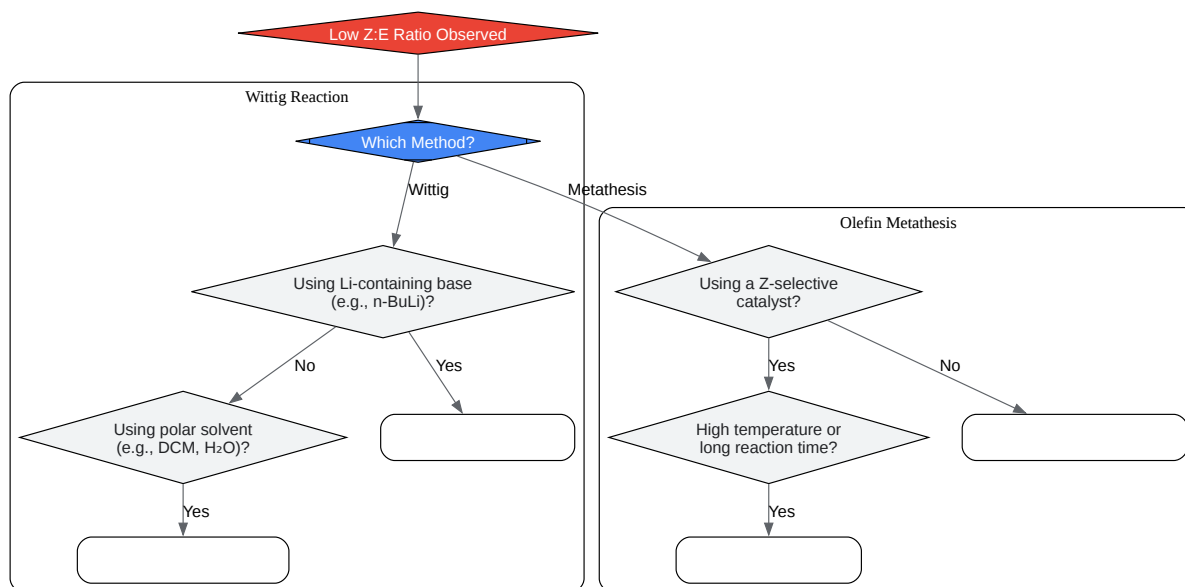 Low Z:E Ratio Observed
Wittig Reaction
Which Method?
Wittig
Metathesis
Olefin Metathesis
Using Li-containing base
(e.g., n-BuLi)?
Using a Z-selective
catalyst?
No
Yes
Yes
No
Using polar solvent
(e.g., DCM, H₂O)?
High temperature or
long reaction time?
Yes
Yes